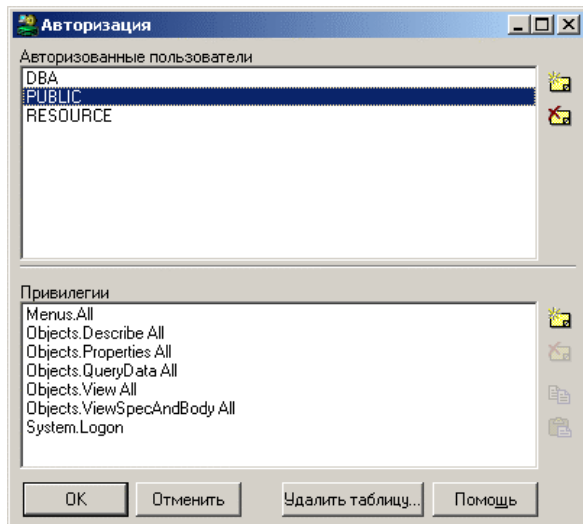 Авторизация
Авторизованные пользователи
DBA
PUBLIC
RESOURCE
Привилегии
Menus.All
Objects.Describe All
Objects.Properties All
Objects.QueryData All
Objects.View All
Objects.ViewSpecAndBody All
System.Logon
OK Отменить Удалить таблицу... Помощь